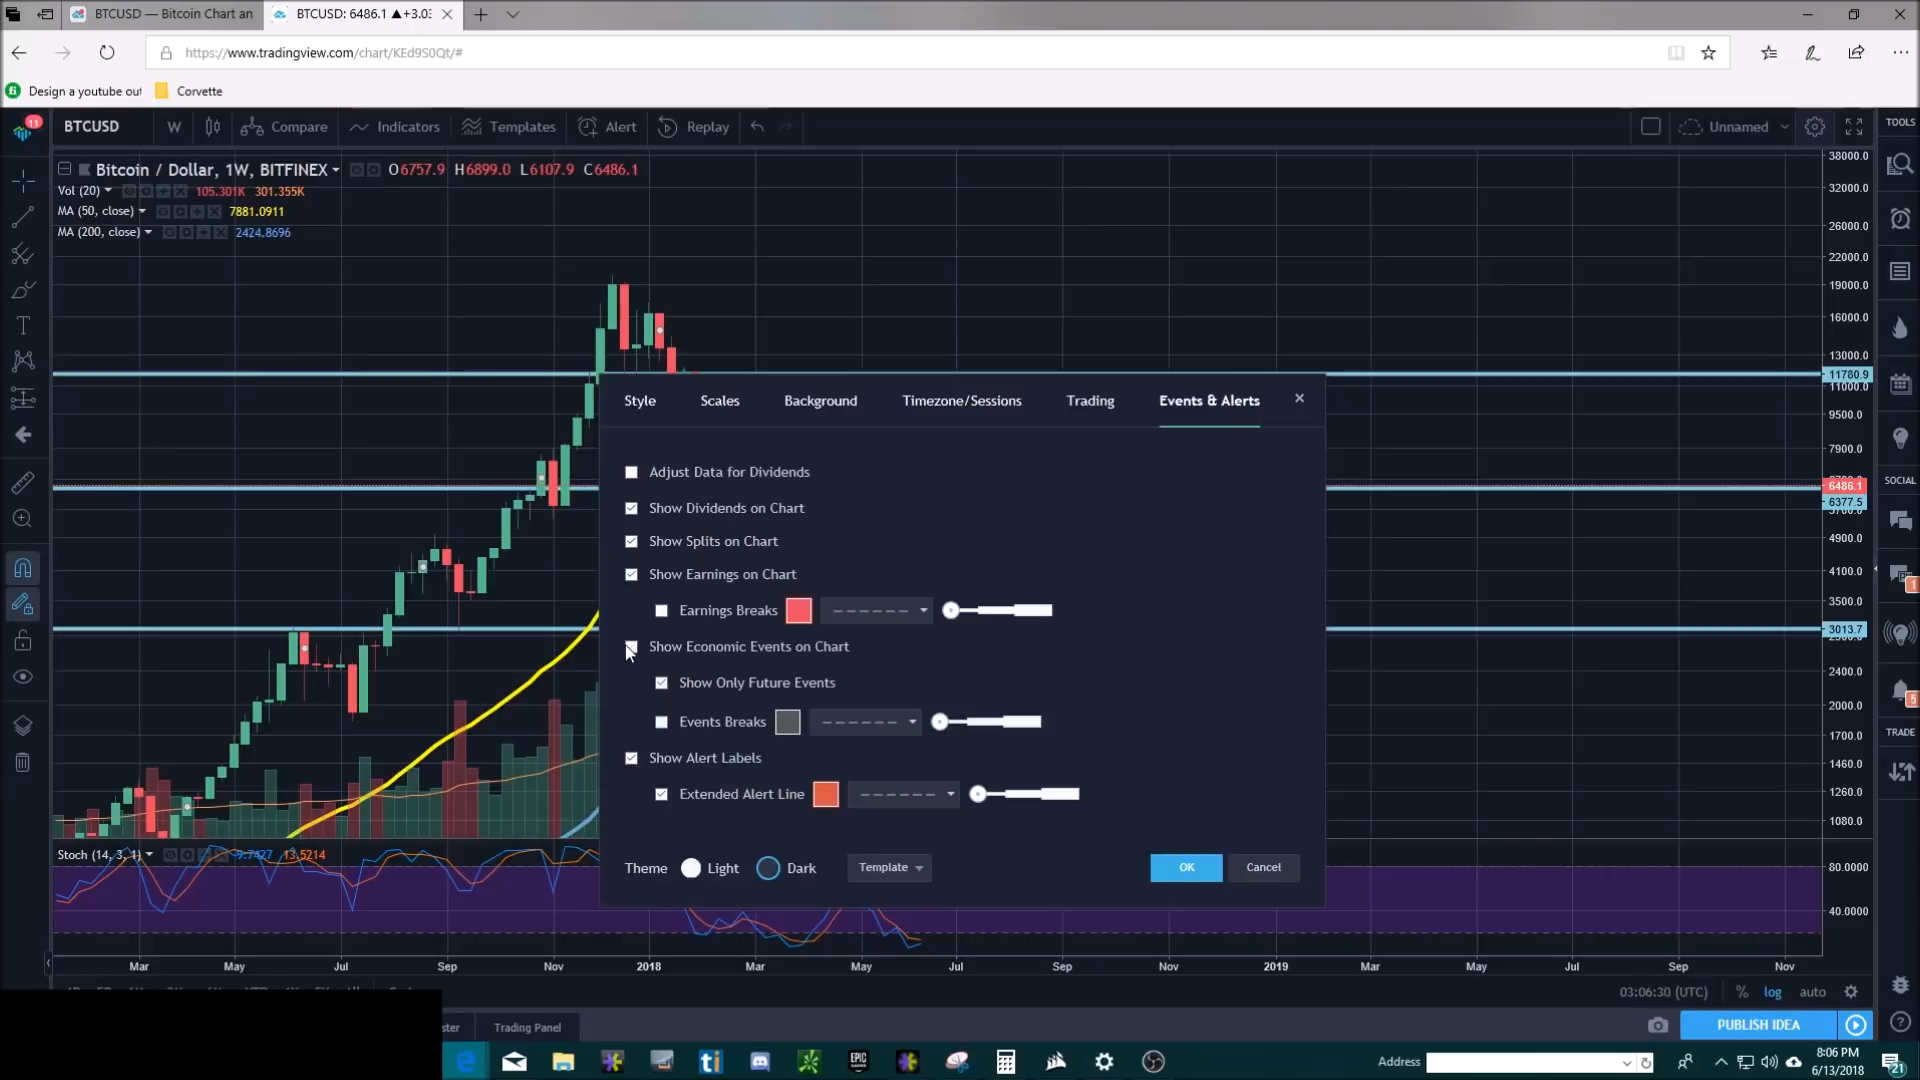 BTCUSD — Bitcoin Chart an
BTCUSD: 6486.1 ▲+3.03
https://www.tradingview.com/chart/KEd9S0Qt/#
Design a youtube out
Corvette
11
BTCUSD
W
Compare
Indicators
Templates
Alert
Replay
Unnamed
TOOLS
Bitcoin / Dollar, 1W, BITFINEX
O6757.9 H6899.0 L6107.9 C6486.1
Vol (20)
105.301K 301.355K
MA (50, close)
7881.0911
MA (200, close)
2424.8696
38000.0
32000.0
26000.0
22000.0
19000.0
16000.0
13000.0
11780.9
11000.0
9500.0
7900.0
6486.1
6377.5
4900.0
4100.0
3500.0
3013.7
2400.0
2000.0
1700.0
1460.0
1260.0
1080.0
SOCIAL
1
5
TRADE
Style
Scales
Background
Timezone/Sessions
Trading
Events & Alerts
Adjust Data for Dividends
Show Dividends on Chart
Show Splits on Chart
Show Earnings on Chart
Earnings Breaks
Show Economic Events on Chart
Show Only Future Events
Events Breaks
Show Alert Labels
Extended Alert Line
Theme
Light
Dark
Template
OK
Cancel
Stoch (14, 3, 1)
9.7427
13.5214
80.0000
40.0000
Mar
May
Jul
Sep
Nov
2018
Mar
May
Jul
Sep
Nov
2019
Mar
May
Jul
Sep
Nov
03:06:30 (UTC)
%
log
auto
ster
Trading Panel
PUBLISH IDEA
EPIC
Address
8:06 PM
6/13/2018
21